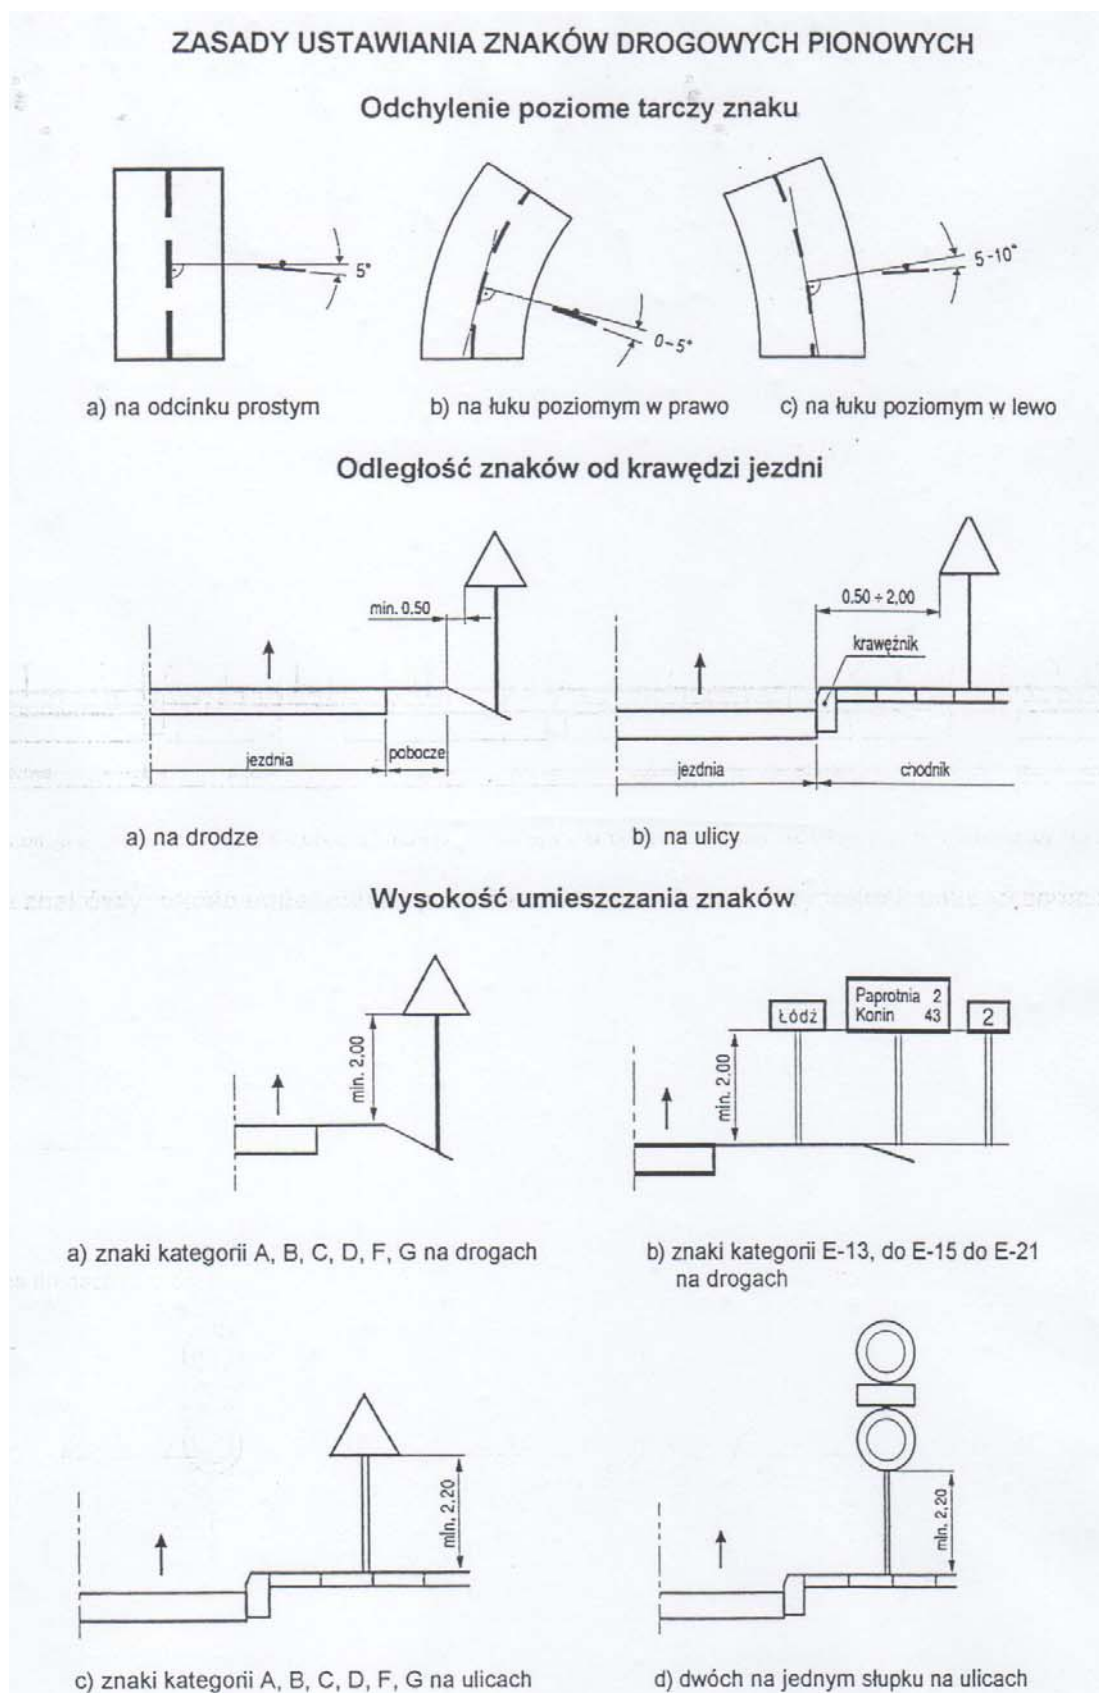 ZASADY USTAWIANIA ZNAKÓW DROGOWYCH PIONOWYCH
Odchylenie poziome tarczy znaku
5°
0-5°
5-10°
a) na odcinku prostym
b) na łuku poziomym w prawo
c) na łuku poziomym w lewo
Odległość znaków od krawędzi jezdni
min. 0.50
jezdnia
pobocze
0.50 ÷ 2,00
krawężnik
jezdnia
chodnik
a) na drodze
b) na ulicy
Wysokość umieszczania znaków
min. 2,00
min. 2.00
Łódź
Paprotnia 2
Konin 43
2
a) znaki kategorii A, B, C, D, F, G na drogach
b) znaki kategorii E-13, do E-15 do E-21
na drogach
min. 2.20
min. 2,20
c) znaki kategorii A, B, C, D, F, G na ulicach
d) dwóch na jednym słupku na ulicach